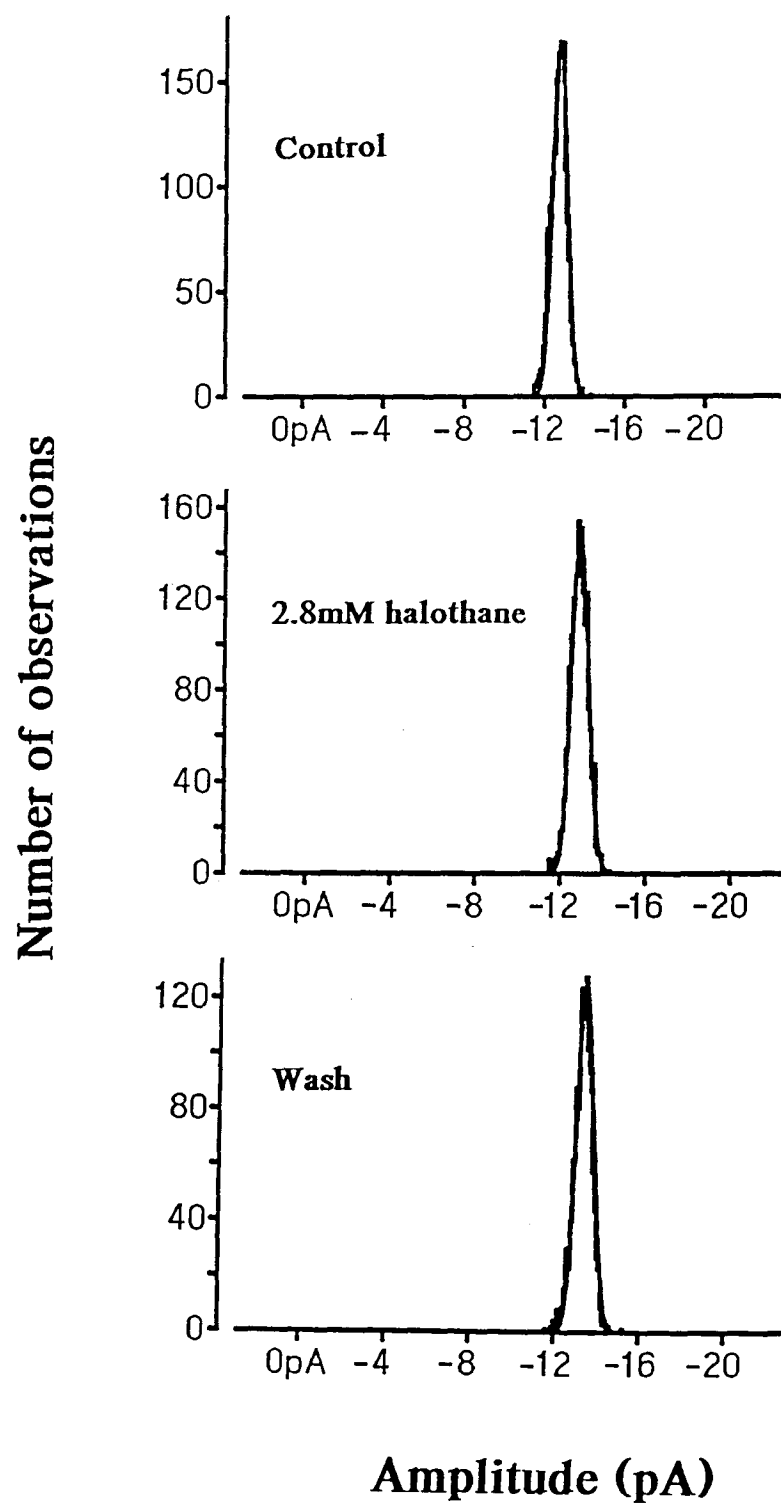 150
Control
100
50
0
0pA -4 -8 -12 -16 -20
Number of observations
160
120
2.8mM halothane
80
40
0
0pA -4 -8 -12 -16 -20
120
Wash
80
40
0
0pA -4 -8 -12 -16 -20
Amplitude (pA)